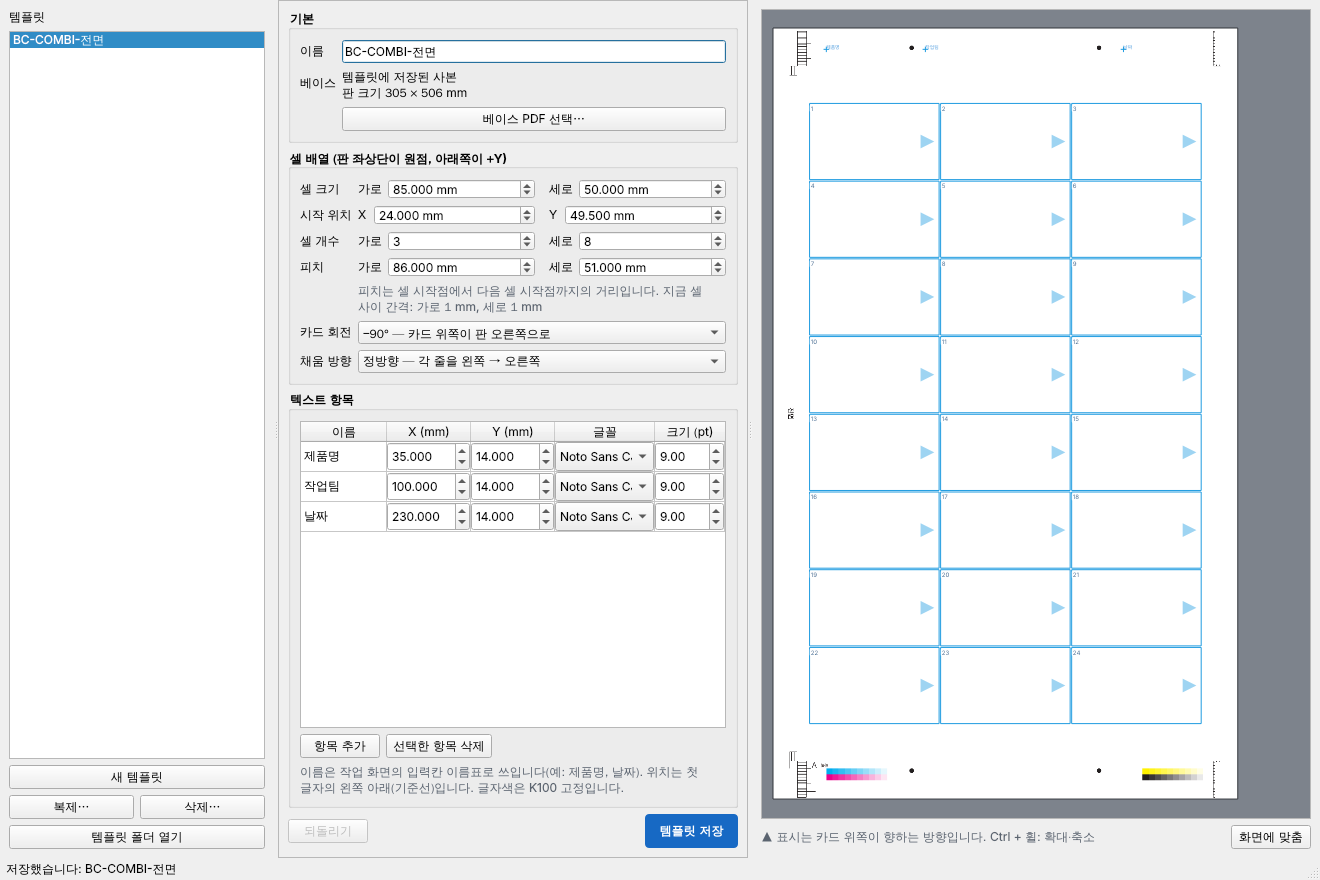 템플릿
BC-COMBI-전면
새 템플릿
복제⋯
삭제⋯
템플릿 폴더 열기
저장했습니다: BC-COMBI-전면
기본
이름
BC-COMBI-전면
베이스
템플릿에 저장된 사본
판 크기 305 × 506 mm
베이스 PDF 선택⋯
셀 배열 (판 좌상단이 원점, 아래쪽이 +Y)
셀 크기 가로 85.000 mm 세로 50.000 mm
시작 위치 X 24.000 mm Y 49.500 mm
셀 개수 가로 3 세로 8
피치 가로 86.000 mm 세로 51.000 mm
피치는 셀 시작점에서 다음 셀 시작점까지의 거리입니다. 지금 셀
사이 간격: 가로 1 mm, 세로 1 mm
카드 회전 −90° — 카드 위쪽이 판 오른쪽으로
채움 방향 정방향 — 각 줄을 왼쪽 → 오른쪽
텍스트 항목
이름 X (mm) Y (mm) 글꼴 크기 (pt)
제품명 35.000 14.000 Noto Sans C 9.00
작업팀 100.000 14.000 Noto Sans C 9.00
날짜 230.000 14.000 Noto Sans C 9.00
항목 추가
선택한 항목 삭제
이름은 작업 화면의 입력칸 이름표로 쓰입니다(예: 제품명, 날짜). 위치는 첫
글자의 왼쪽 아래(기준선)입니다. 글자색은 K100 고정입니다.
되돌리기
템플릿 저장
제품명 작업팀 날짜
1 2 3
4 5 6
7 8 9
10 11 12
13 14 15
16 17 18
19 20 21
22 23 24
A
▲ 표시는 카드 위쪽이 향하는 방향입니다. Ctrl + 휠: 확대·축소
화면에 맞춤